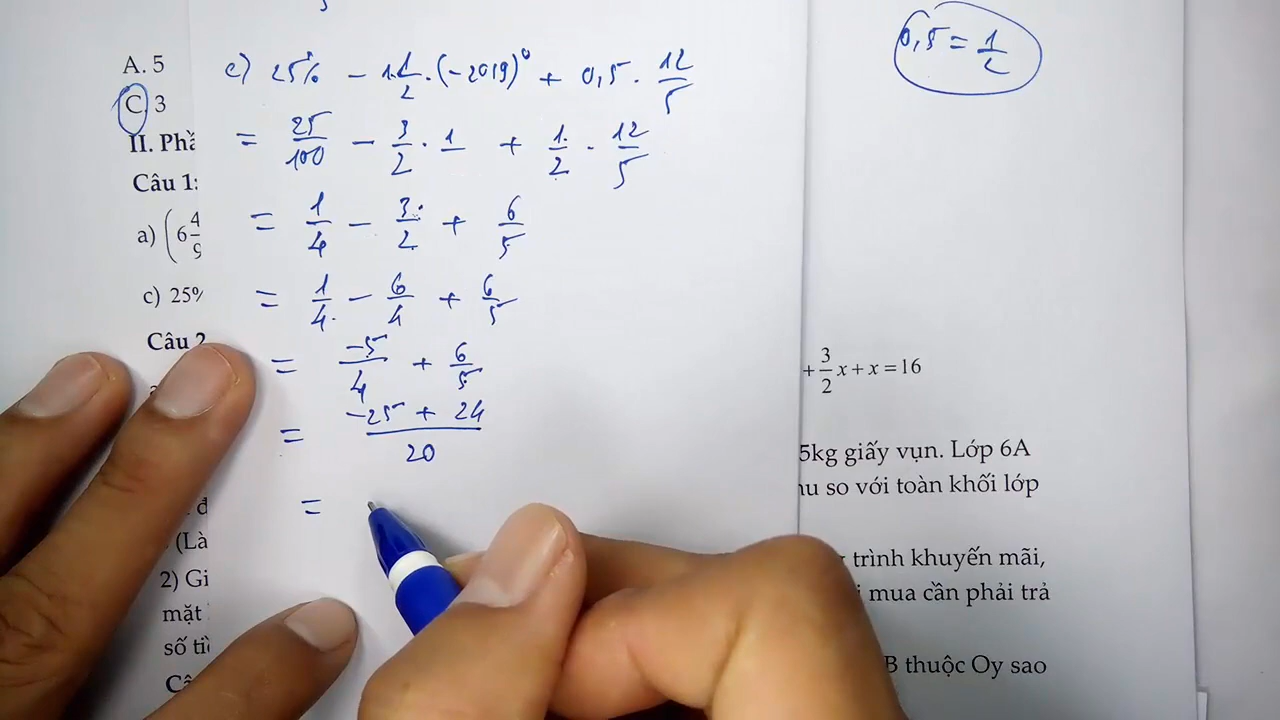 A. 5
C. 3
II. Phầ
Câu 1:
a) (6 4/9
c) 25%
Câu 2
2) Gi
mặt
số tiề
c) 25% - 1 1/2 . (-2019)^0 + 0,5 . 12/5
= 25/100 - 3/2 . 1 + 1/2 . 12/5
= 1/4 - 3/2 + 6/5
= 1/4 - 6/4 + 6/5
= -5/4 + 6/5
= (-25 + 24)/20
=
0,5 = 1/2
+ 3/2 x + x = 16
5kg giấy vụn. Lớp 6A
u so với toàn khối lớp
trình khuyến mãi,
mua cần phải trả
B thuộc Oy sao